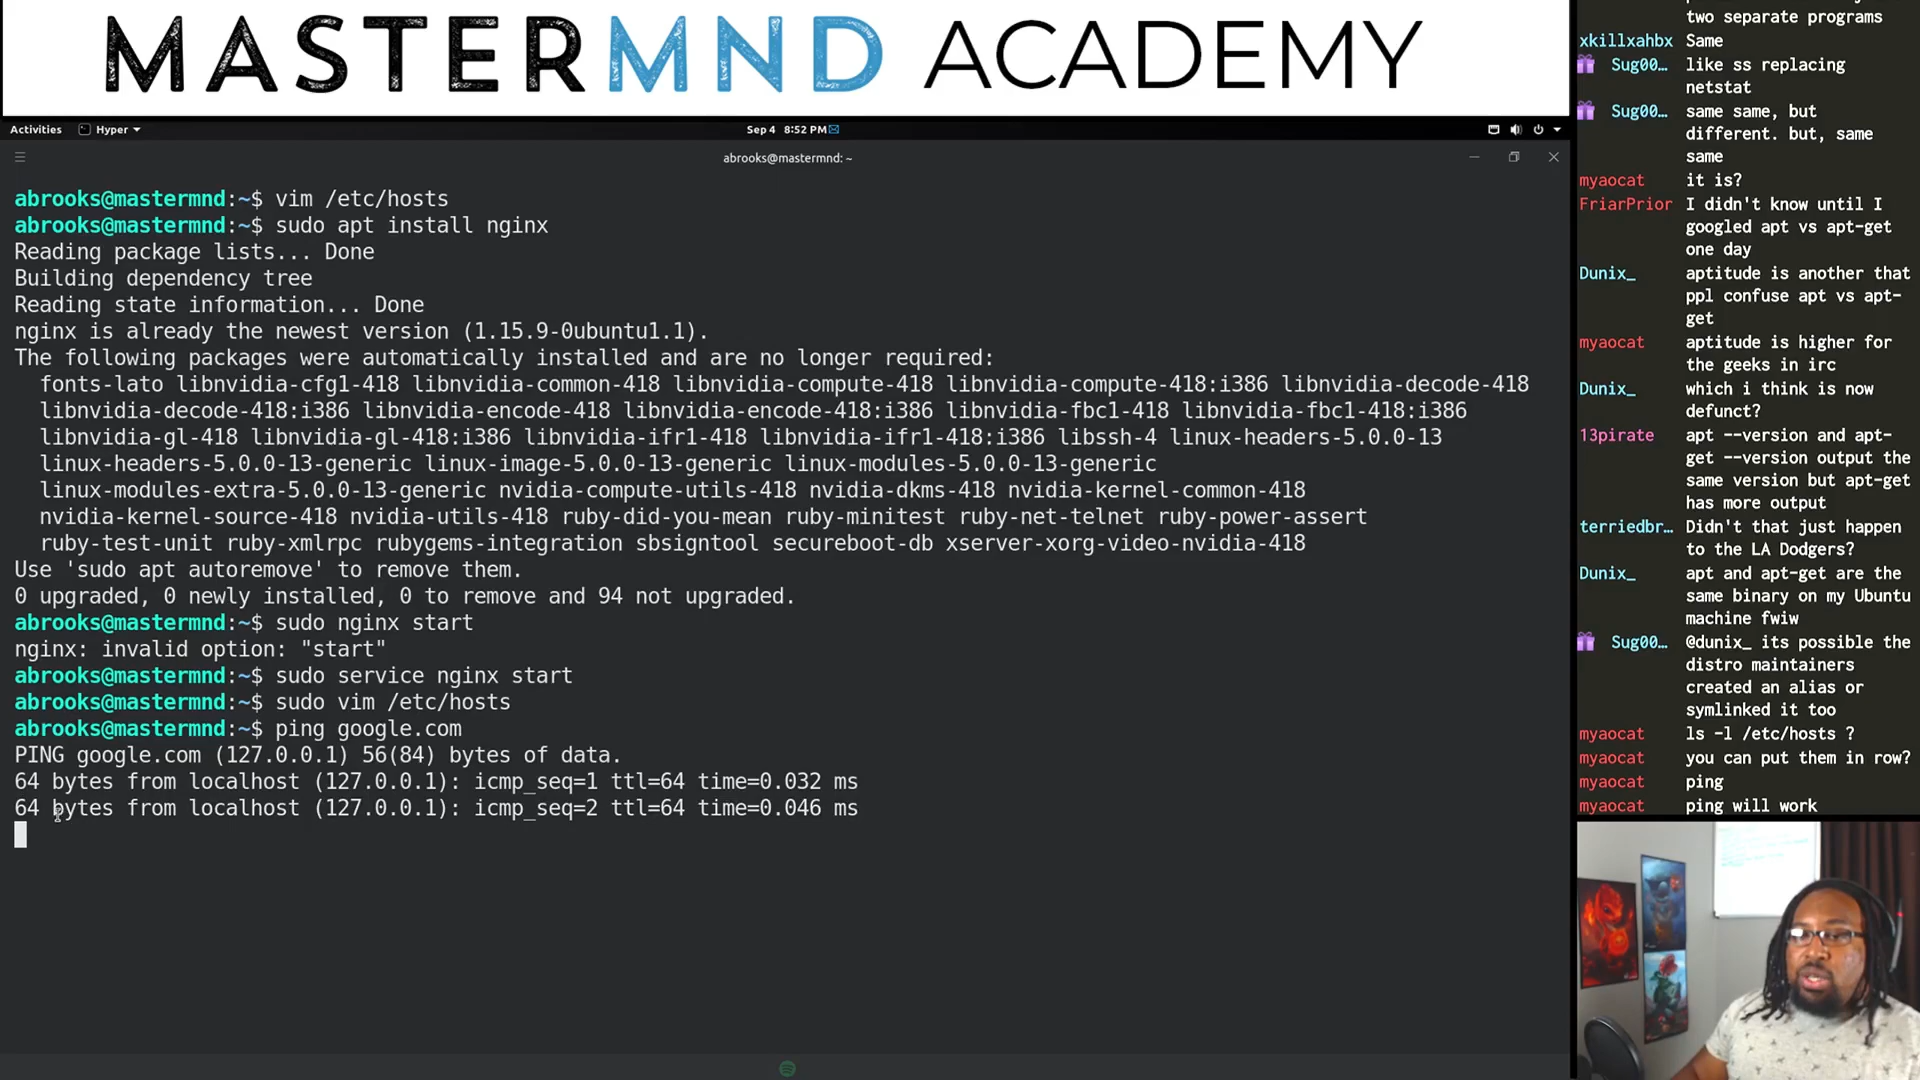 MASTERMND ACADEMY
Activities Hyper Sep 4 8:52 PM
abrooks@mastermnd: ~
abrooks@mastermnd:~$ vim /etc/hosts
abrooks@mastermnd:~$ sudo apt install nginx
Reading package lists... Done
Building dependency tree
Reading state information... Done
nginx is already the newest version (1.15.9-0ubuntu1.1).
The following packages were automatically installed and are no longer required:
fonts-lato libnvidia-cfg1-418 libnvidia-common-418 libnvidia-compute-418 libnvidia-compute-418:i386 libnvidia-decode-418
libnvidia-decode-418:i386 libnvidia-encode-418 libnvidia-encode-418:i386 libnvidia-fbc1-418 libnvidia-fbc1-418:i386
libnvidia-gl-418 libnvidia-gl-418:i386 libnvidia-ifr1-418 libnvidia-ifr1-418:i386 libssh-4 linux-headers-5.0.0-13
linux-headers-5.0.0-13-generic linux-image-5.0.0-13-generic linux-modules-5.0.0-13-generic
linux-modules-extra-5.0.0-13-generic nvidia-compute-utils-418 nvidia-dkms-418 nvidia-kernel-common-418
nvidia-kernel-source-418 nvidia-utils-418 ruby-did-you-mean ruby-minitest ruby-net-telnet ruby-power-assert
ruby-test-unit ruby-xmlrpc rubygems-integration sbsigntool secureboot-db xserver-xorg-video-nvidia-418
Use 'sudo apt autoremove' to remove them.
0 upgraded, 0 newly installed, 0 to remove and 94 not upgraded.
abrooks@mastermnd:~$ sudo nginx start
nginx: invalid option: "start"
abrooks@mastermnd:~$ sudo service nginx start
abrooks@mastermnd:~$ sudo vim /etc/hosts
abrooks@mastermnd:~$ ping google.com
PING google.com (127.0.0.1) 56(84) bytes of data.
64 bytes from localhost (127.0.0.1): icmp_seq=1 ttl=64 time=0.032 ms
64 bytes from localhost (127.0.0.1): icmp_seq=2 ttl=64 time=0.046 ms
two separate programs
xkillxahbx Same
Sug00… like ss replacing
netstat
Sug00… same same, but
different. but, same
same
myaocat it is?
FriarPrior I didn't know until I
googled apt vs apt-get
one day
Dunix_ aptitude is another that
ppl confuse apt vs apt-
get
myaocat aptitude is higher for
the geeks in irc
Dunix_ which i think is now
defunct?
13pirate apt --version and apt-
get --version output the
same version but apt-get
has more output
terriedbr… Didn't that just happen
to the LA Dodgers?
Dunix_ apt and apt-get are the
same binary on my Ubuntu
machine fwiw
Sug00… @dunix_ its possible the
distro maintainers
created an alias or
symlinked it too
myaocat ls -l /etc/hosts ?
myaocat you can put them in row?
myaocat ping
myaocat ping will work